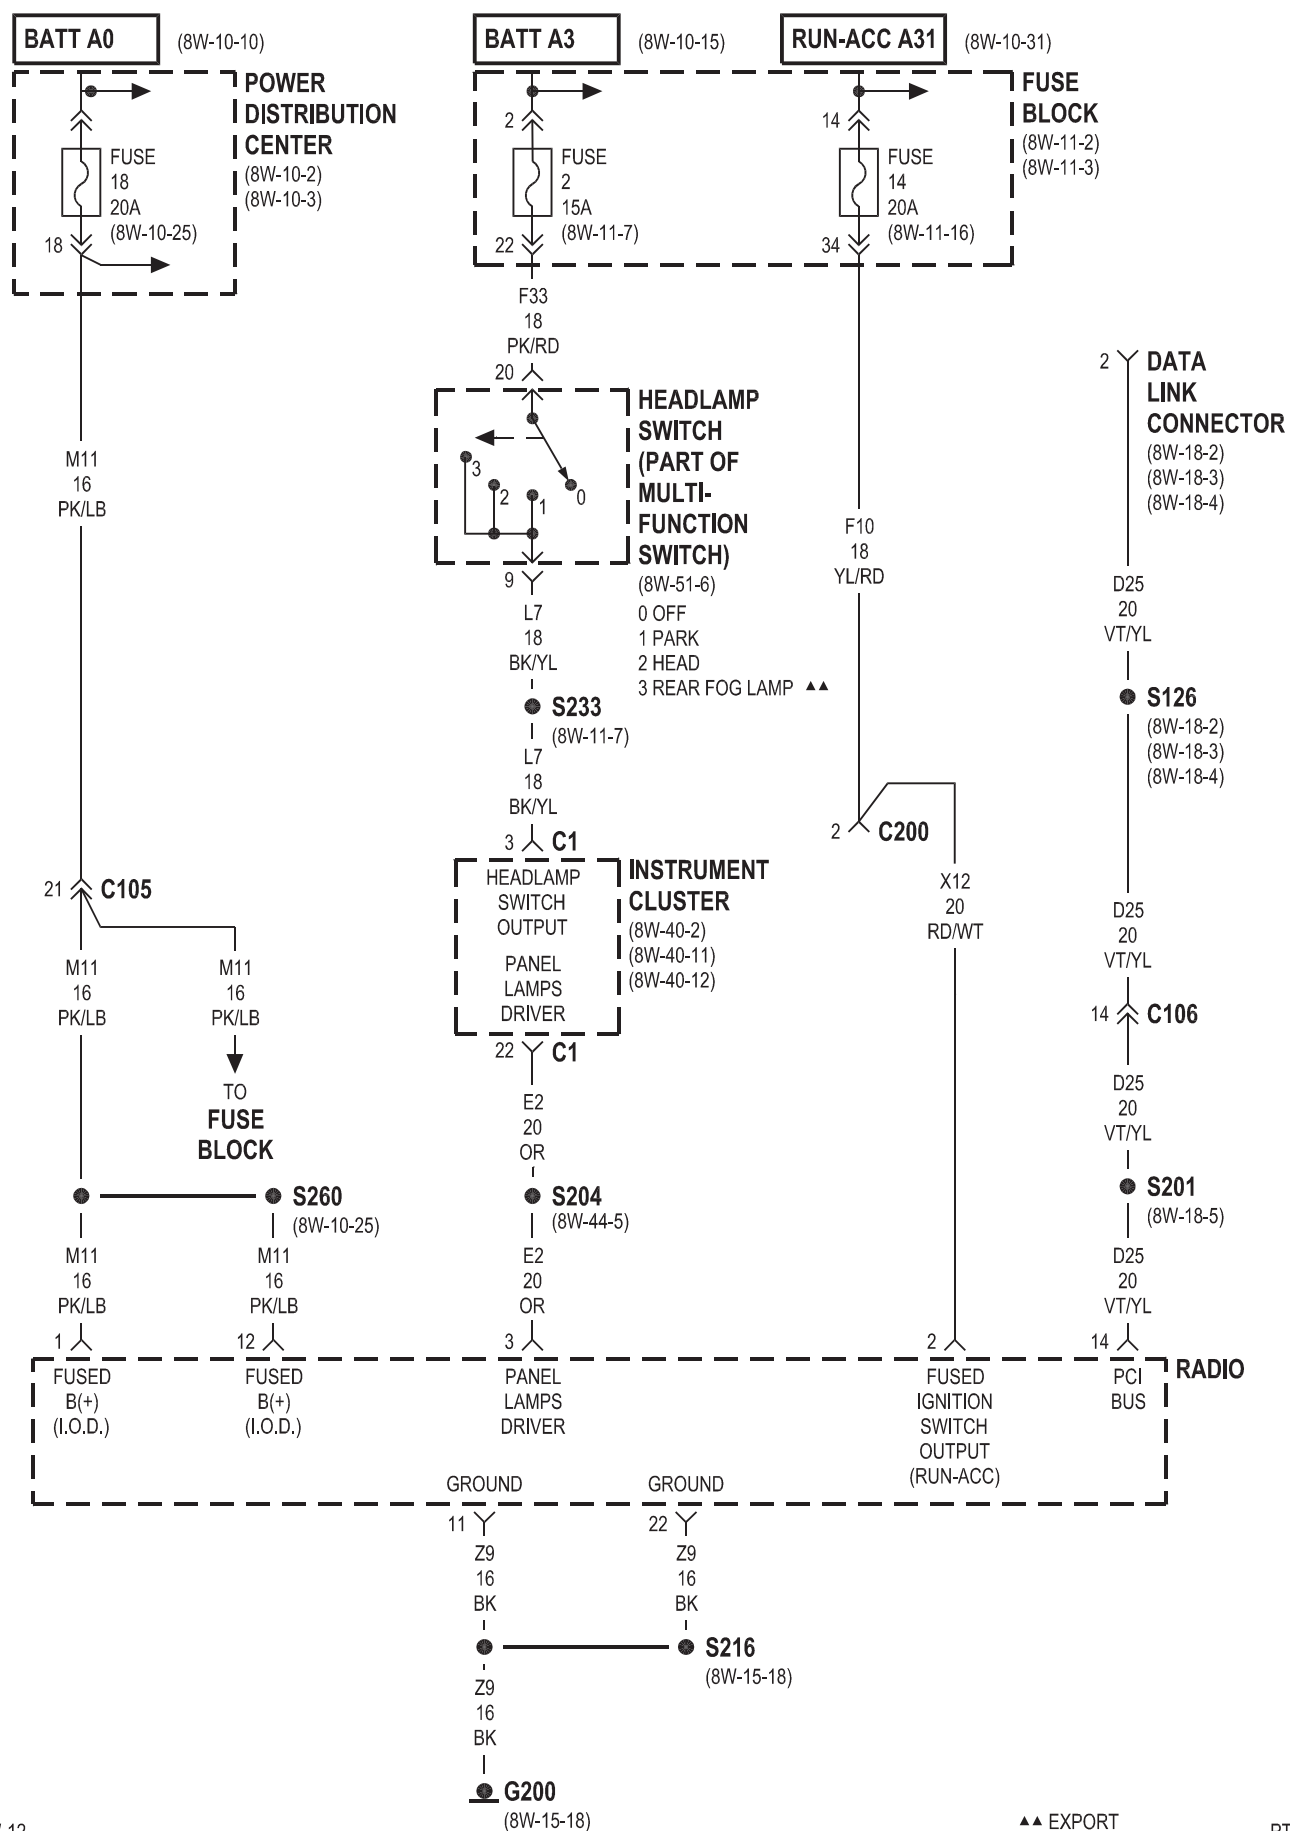 BATT A0 (8W-10-10)
BATT A3 (8W-10-15)
RUN-ACC A31 (8W-10-31)
POWER
DISTRIBUTION
CENTER
(8W-10-2)
(8W-10-3)
FUSE
18
20A
(8W-10-25)
18
2
FUSE
2
15A
(8W-11-7)
22
14
FUSE
14
20A
(8W-11-16)
34
FUSE
BLOCK
(8W-11-2)
(8W-11-3)
F33
18
PK/RD
20
HEADLAMP
SWITCH
(PART OF
MULTI-
FUNCTION
SWITCH)
(8W-51-6)
0 OFF
1 PARK
2 HEAD
3 REAR FOG LAMP ▲▲
3
2
1
0
9
L7
18
BK/YL
S233
(8W-11-7)
L7
18
BK/YL
3 C1
HEADLAMP
SWITCH
OUTPUT
PANEL
LAMPS
DRIVER
INSTRUMENT
CLUSTER
(8W-40-2)
(8W-40-11)
(8W-40-12)
22 C1
E2
20
OR
S204
(8W-44-5)
E2
20
OR
3
M11
16
PK/LB
21 C105
M11
16
PK/LB
M11
16
PK/LB
TO
FUSE
BLOCK
S260
(8W-10-25)
M11
16
PK/LB
1
M11
16
PK/LB
12
F10
18
YL/RD
2 C200
X12
20
RD/WT
2
2 DATA
LINK
CONNECTOR
(8W-18-2)
(8W-18-3)
(8W-18-4)
D25
20
VT/YL
S126
(8W-18-2)
(8W-18-3)
(8W-18-4)
D25
20
VT/YL
14 C106
D25
20
VT/YL
S201
(8W-18-5)
D25
20
VT/YL
14
RADIO
FUSED
B(+)
(I.O.D.)
FUSED
B(+)
(I.O.D.)
PANEL
LAMPS
DRIVER
FUSED
IGNITION
SWITCH
OUTPUT
(RUN-ACC)
PCI
BUS
GROUND
GROUND
11
Z9
16
BK
22
Z9
16
BK
S216
(8W-15-18)
Z9
16
BK
G200
(8W-15-18)
▲▲ EXPORT